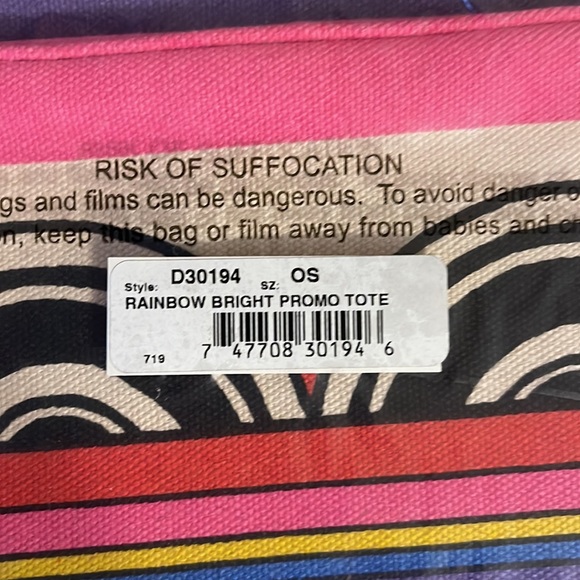 RISK OF SUFFOCATION
gs and films can be dangerous. To avoid danger o
n, keep this bag or film away from babies and ch
Style: D30194 SZ: OS
RAINBOW BRIGHT PROMO TOTE
719 7 47708 30194 6